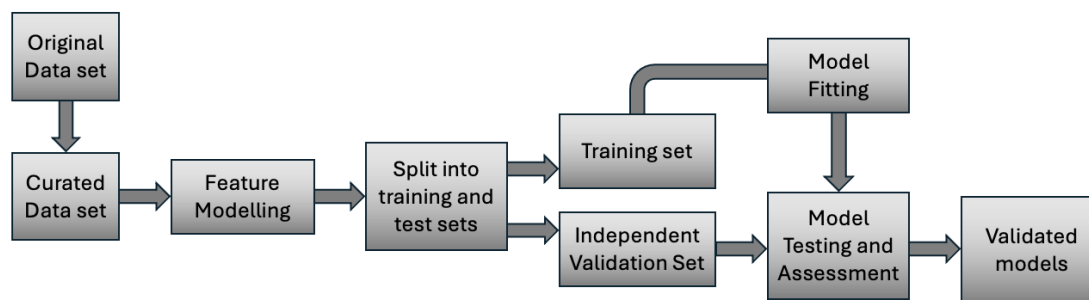 Original
Data set
Curated
Data set
Feature
Modelling
Split into
training and
test sets
Training set
Independent
Validation Set
Model
Fitting
Model
Testing and
Assessment
Validated
models